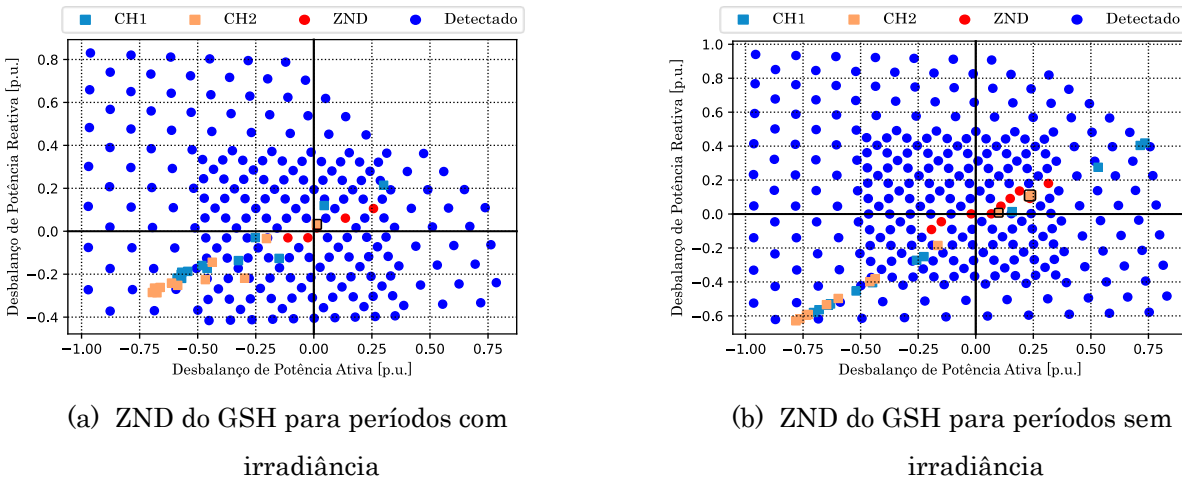 CH1 CH2 ZND Detectado
Desbalanço de Potência Reativa [p.u.]
0.8
0.6
0.4
0.2
0.0
−0.2
−0.4
−1.00 −0.75 −0.50 −0.25 0.00 0.25 0.50 0.75
Desbalanço de Potência Ativa [p.u.]
(a) ZND do GSH para períodos com
irradiância
CH1 CH2 ZND Detectado
Desbalanço de Potência Reativa [p.u.]
1.0
0.8
0.6
0.4
0.2
0.0
−0.2
−0.4
−0.6
−1.00 −0.75 −0.50 −0.25 0.00 0.25 0.50 0.75
Desbalanço de Potência Ativa [p.u.]
(b) ZND do GSH para períodos sem
irradiância